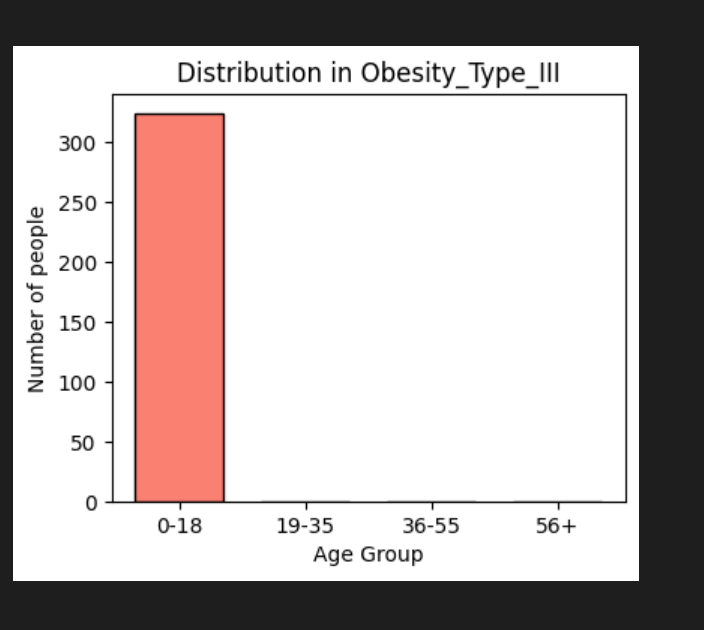 Distribution in Obesity_Type_III
Number of people
300
250
200
150
100
50
0
0-18 19-35 36-55 56+
Age Group